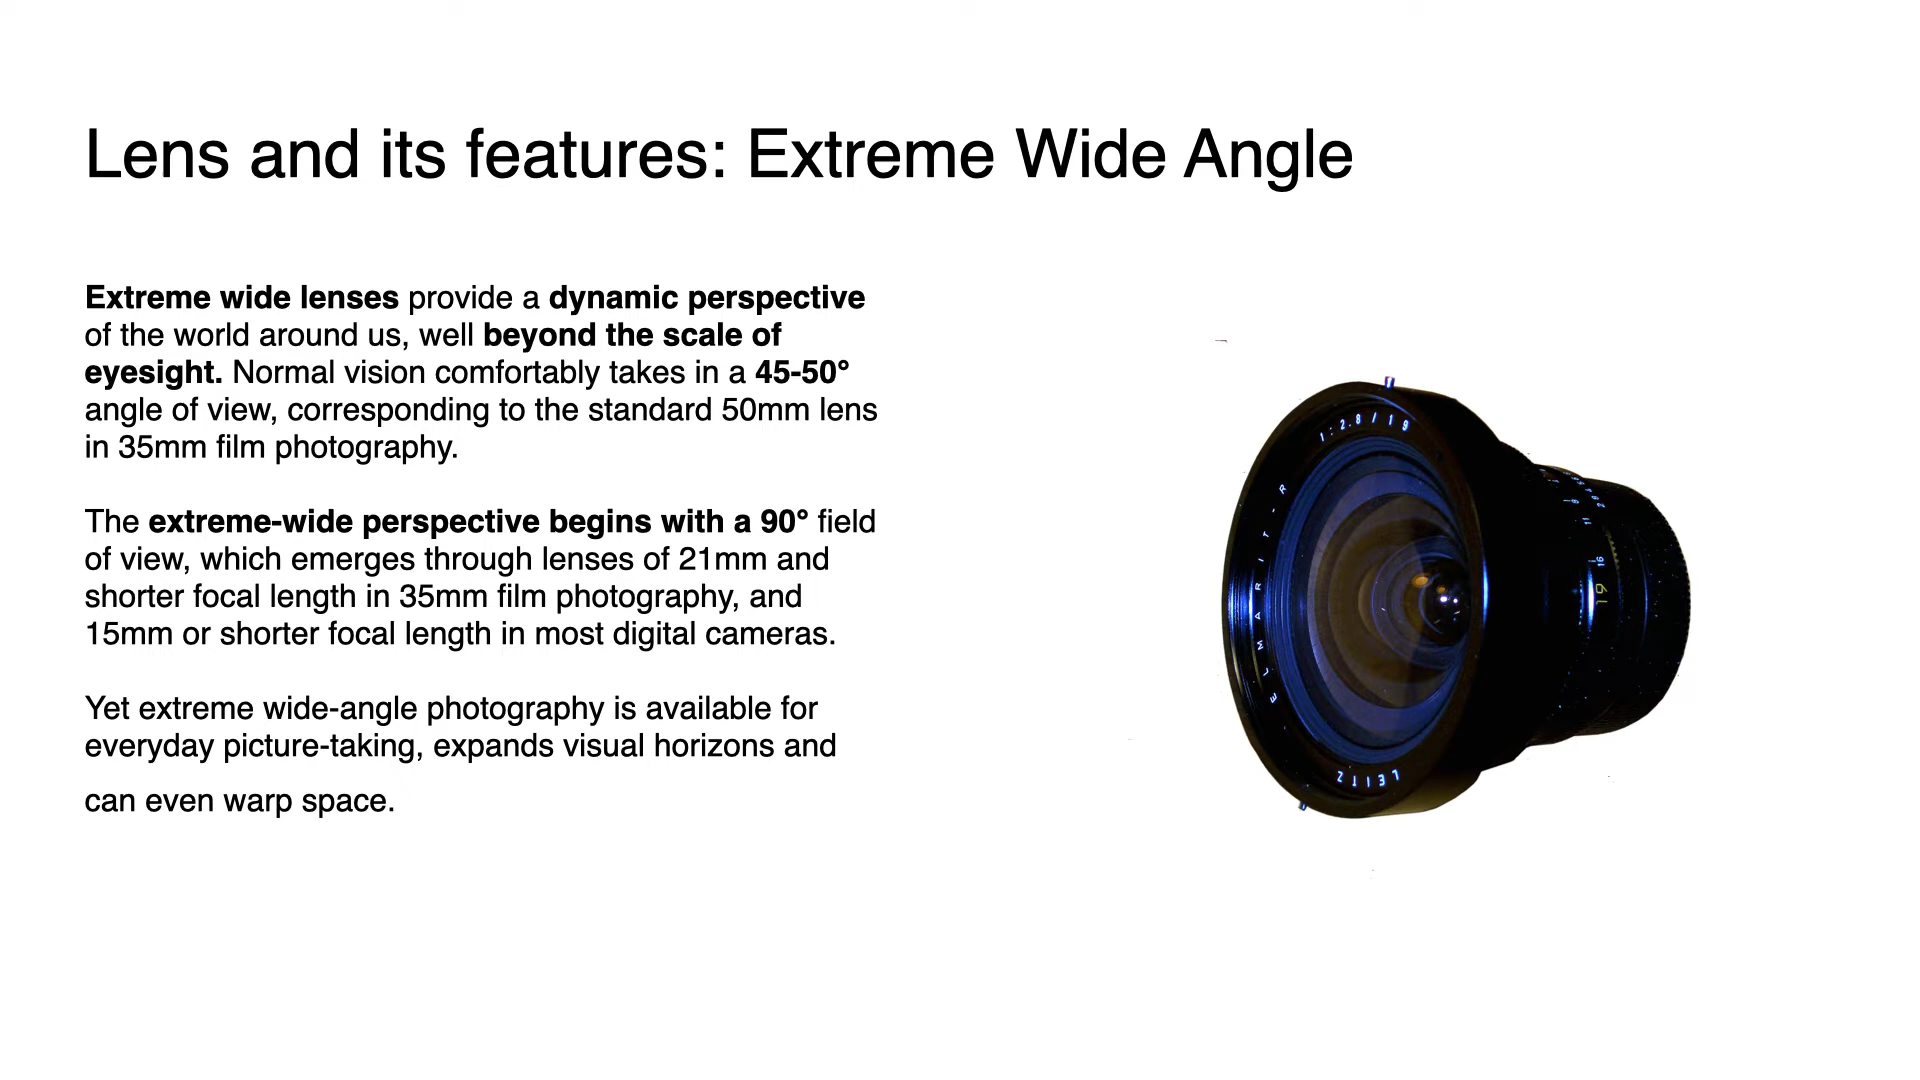 Lens and its features: Extreme Wide Angle
Extreme wide lenses provide a dynamic perspective
of the world around us, well beyond the scale of
eyesight. Normal vision comfortably takes in a 45-50°
angle of view, corresponding to the standard 50mm lens
in 35mm film photography.
The extreme-wide perspective begins with a 90° field
of view, which emerges through lenses of 21mm and
shorter focal length in 35mm film photography, and
15mm or shorter focal length in most digital cameras.
Yet extreme wide-angle photography is available for
everyday picture-taking, expands visual horizons and
can even warp space.
1:2.8/19
ELMARIT-R
LEITZ
19